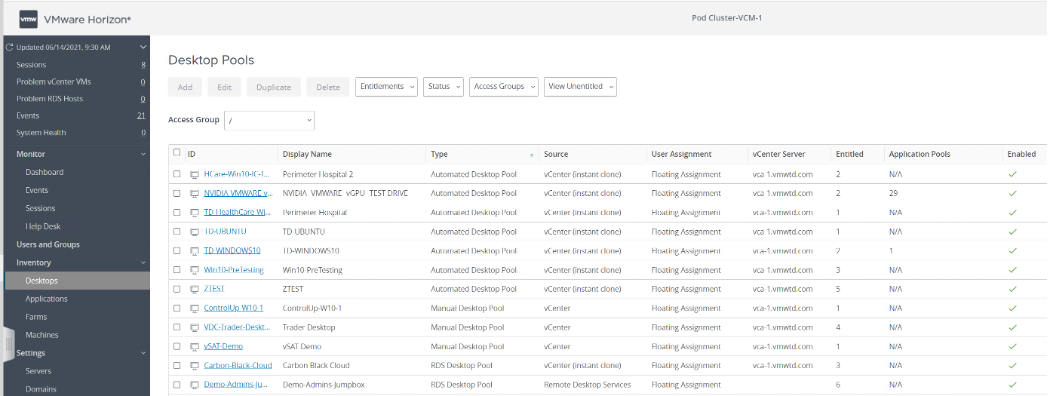 vmw VMware Horizon® Pod Cluster-VCM-1
Updated 06/14/2021, 9:30 AM
Sessions 8
Problem vCenter VMs 0
Problem RDS Hosts 0
Events 21
System Health 0
Monitor
Dashboard
Events
Sessions
Help Desk
Users and Groups
Inventory
Desktops
Applications
Farms
Machines
Settings
Servers
Domains
Desktop Pools
Add Edit Duplicate Delete Entitlements Status Access Groups View Unentitled
Access Group /
ID Display Name Type Source User Assignment vCenter Server Entitled Application Pools Enabled
HCare-Win10-IC-T... Perimeter Hospital 2 Automated Desktop Pool vCenter (instant clone) Floating Assignment vca-1.vmwtd.com 2 N/A
NVIDIA-VMWARE-v... NVIDIA_VMWARE_vGPU_TEST DRIVE Automated Desktop Pool vCenter (instant clone) Floating Assignment vca-1.vmwtd.com 2 29
TD-HealthCare-Wi... Perimeter Hospital Automated Desktop Pool vCenter (instant clone) Floating Assignment vca-1.vmwtd.com 1 N/A
TD-UBUNTU TD-UBUNTU Automated Desktop Pool vCenter (instant clone) Floating Assignment vca-1.vmwtd.com 1 N/A
TD-WINDOWS10 TD-WINDOWS10 Automated Desktop Pool vCenter (instant clone) Floating Assignment vca-1.vmwtd.com 2 1
Win10-PreTesting Win10-PreTesting Automated Desktop Pool vCenter (instant clone) Floating Assignment vca-1.vmwtd.com 3 N/A
ZTEST ZTEST Automated Desktop Pool vCenter (instant clone) Floating Assignment vca-1.vmwtd.com 5 N/A
ControlUp-W10-1 ControlUp-W10-1 Manual Desktop Pool vCenter Floating Assignment vca-1.vmwtd.com 1 N/A
VDC-Trader-Deskt... Trader Desktop Manual Desktop Pool vCenter Floating Assignment vca-1.vmwtd.com 4 N/A
vSAT-Demo vSAT Demo Manual Desktop Pool vCenter Floating Assignment vca-1.vmwtd.com 1 N/A
Carbon-Black-Cloud Carbon Black Cloud RDS Desktop Pool vCenter (instant clone) Floating Assignment vca-1.vmwtd.com 3 N/A
Demo-Admins-Ju... Demo-Admins-Jumpbox RDS Desktop Pool Remote Desktop Services Floating Assignment 6 N/A